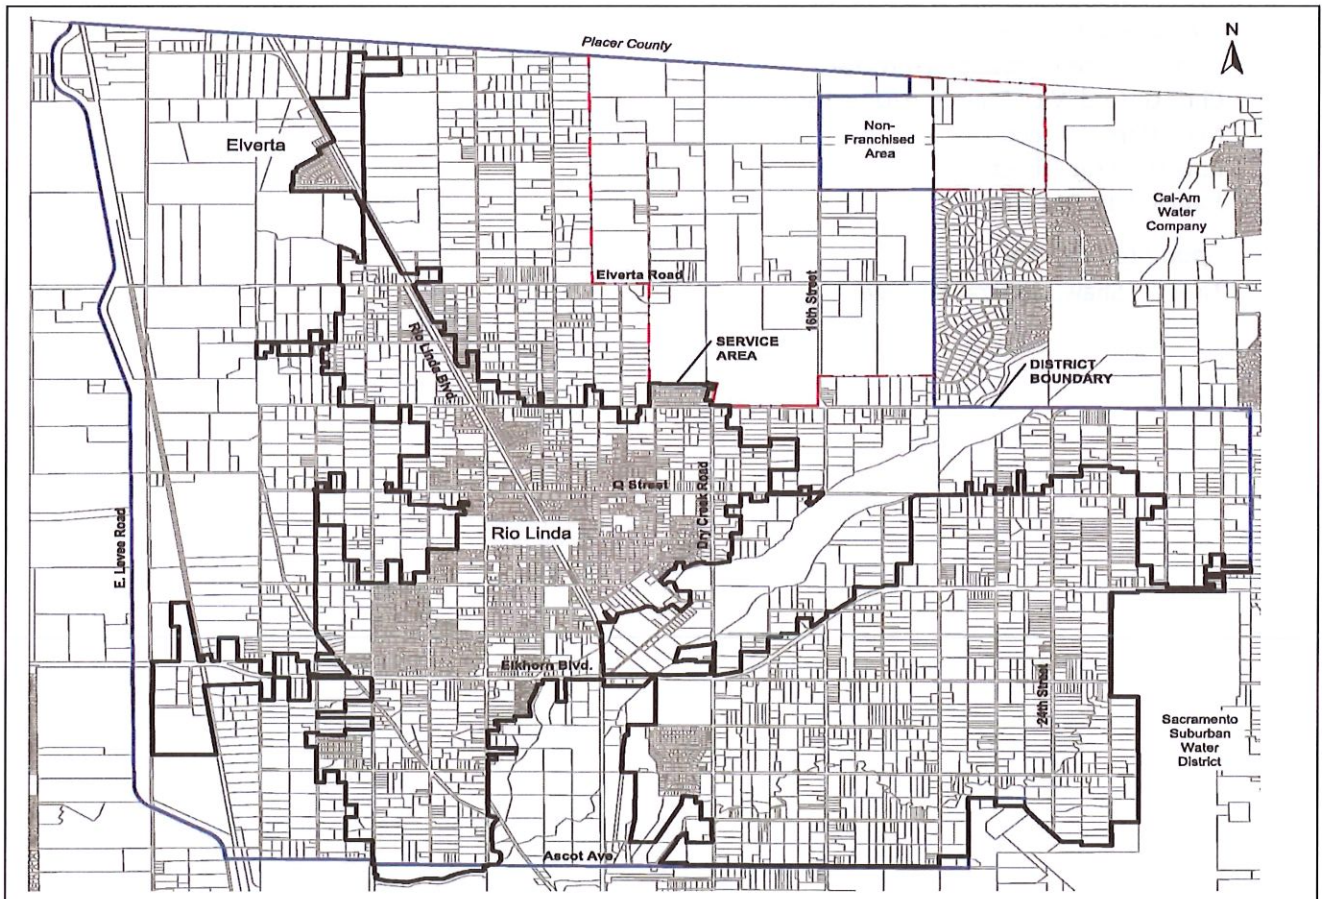 Placer County
N
Non-
Franchised
Area
Elverta
Cal-Am
Water
Company
Elverta Road
16th Street
Rio Linda Blvd.
SERVICE
AREA
DISTRICT
BOUNDARY
Q Street
Dry Creek Road
E. Levee Road
Rio Linda
Elkhorn Blvd.
24th Street
Sacramento
Suburban
Water
District
Ascot Ave.